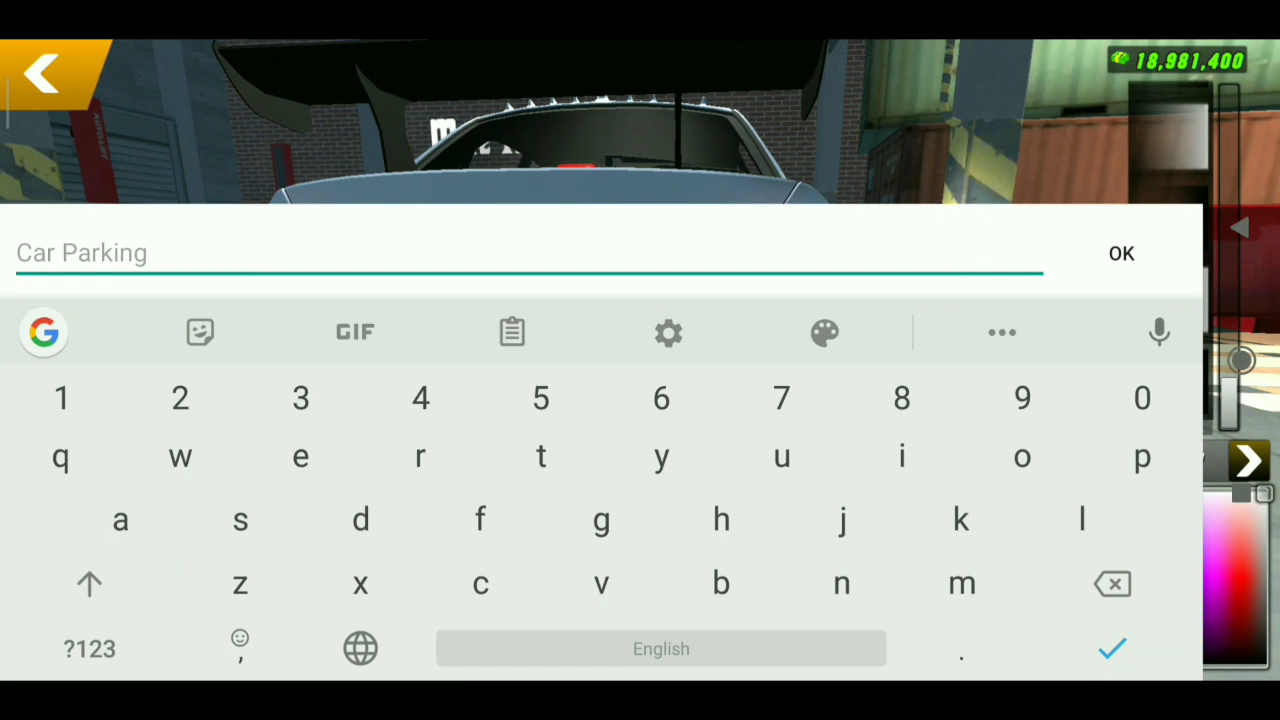 18,981,400
AUTOLIFT
Car Parking
OK
GIF
1 2 3 4 5 6 7 8 9 0
q w e r t y u i o p
a s d f g h j k l
z x c v b n m
?123 , English .